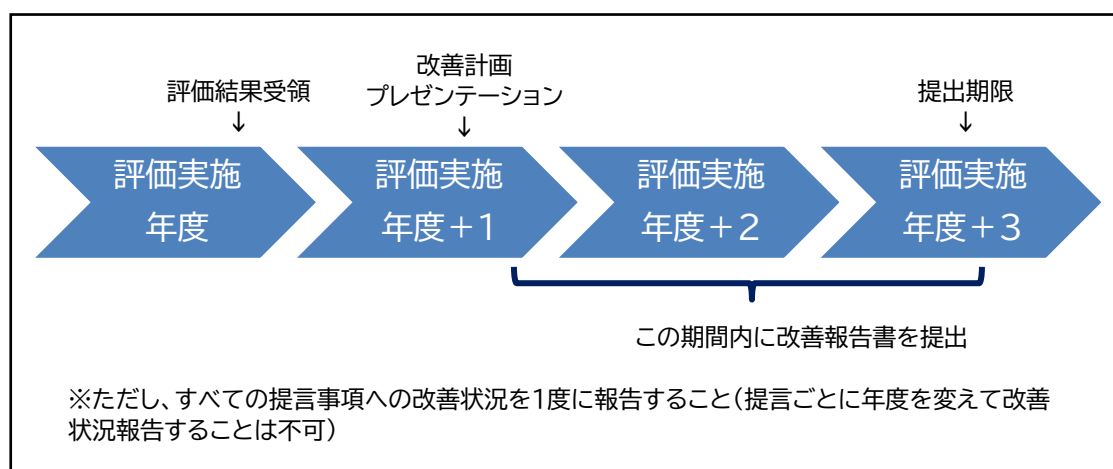 評価結果受領
↓
改善計画
プレゼンテーション
↓
提出期限
↓
評価実施
年度
評価実施
年度＋1
評価実施
年度＋2
評価実施
年度＋3
この期間内に改善報告書を提出
※ただし、すべての提言事項への改善状況を1度に報告すること（提言ごとに年度を変えて改善
状況報告することは不可）